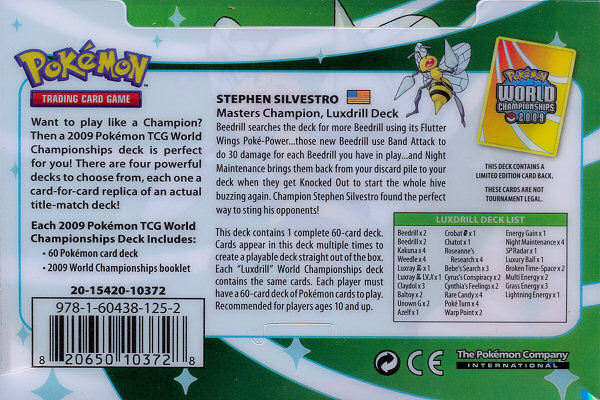 POKéMON
TRADING CARD GAME
Want to play like a Champion?
Then a 2009 Pokémon TCG World
Championships deck is perfect
for you! There are four powerful
decks to choose from, each one a
card-for-card replica of an actual
title-match deck!
Each 2009 Pokémon TCG World
Championships Deck Includes:
• 60 Pokémon card deck
• 2009 World Championships booklet
20-15420-10372
978-1-60438-125-2
8 20650 10372 8
STEPHEN SILVESTRO
Masters Champion, Luxdrill Deck
Beedrill searches the deck for more Beedrill using its Flutter
Wings Poké-Power...those new Beedrill use Band Attack to
do 30 damage for each Beedrill you have in play...and Night
Maintenance brings them back from your discard pile to your
deck when they get Knocked Out to start the whole hive
buzzing again. Champion Stephen Silvestro found the perfect
way to sting his opponents!
This deck contains 1 complete 60-card deck.
Cards appear in this deck multiple times to
create a playable deck straight out of the box.
Each "Luxdrill" World Championships deck
contains the same cards. Each player must
have a 60-card deck of Pokémon cards to play.
Recommended for players ages 10 and up.
POKéMON
WORLD
CHAMPIONSHIPS
2009
THIS DECK CONTAINS A
LIMITED EDITION CARD BACK.
THESE CARDS ARE NOT
TOURNAMENT LEGAL.
LUXDRILL DECK LIST
Beedrill x 2
Beedrill x 2
Kakuna x 4
Weedle x 4
Luxray x 1
Luxray LV.X x 1
Claydol x 3
Baltoy x 2
Unown G x 2
Azelf x 1
Crobat x 1
Chatot x 1
Roseanne's
Research x 4
Bebe's Search x 3
Cyrus's Conspiracy x 2
Cynthia's Feelings x 2
Rare Candy x 4
Poké Turn x 4
Warp Point x 2
Energy Gain x 1
Night Maintenance x 4
SP Radar x 1
Luxury Ball x 1
Broken Time-Space x 2
Multi Energy x 2
Grass Energy x 3
Lightning Energy x 1
CE
The Pokémon Company
INTERNATIONAL